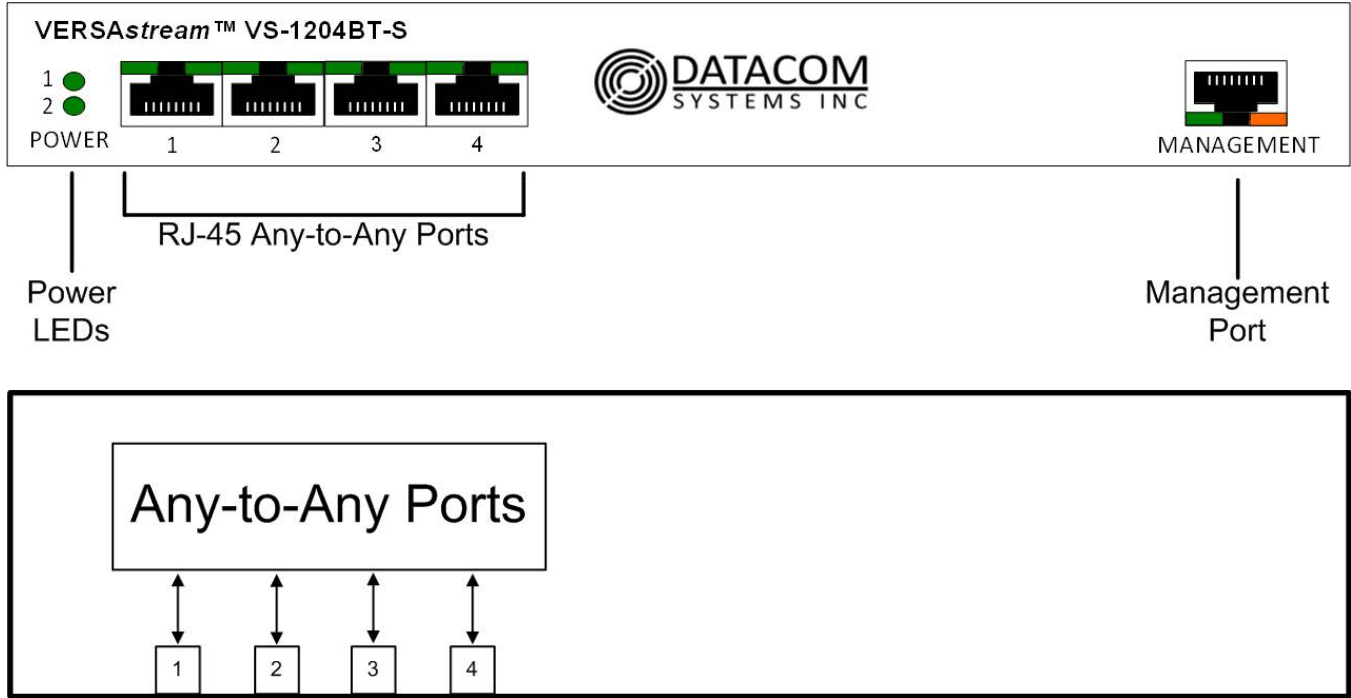 VERSAstream™ VS-1204BT-S
1
2
POWER
1 2 3 4
DATACOM
SYSTEMS INC
MANAGEMENT
RJ-45 Any-to-Any Ports
Power
LEDs
Management
Port
Any-to-Any Ports
1 2 3 4